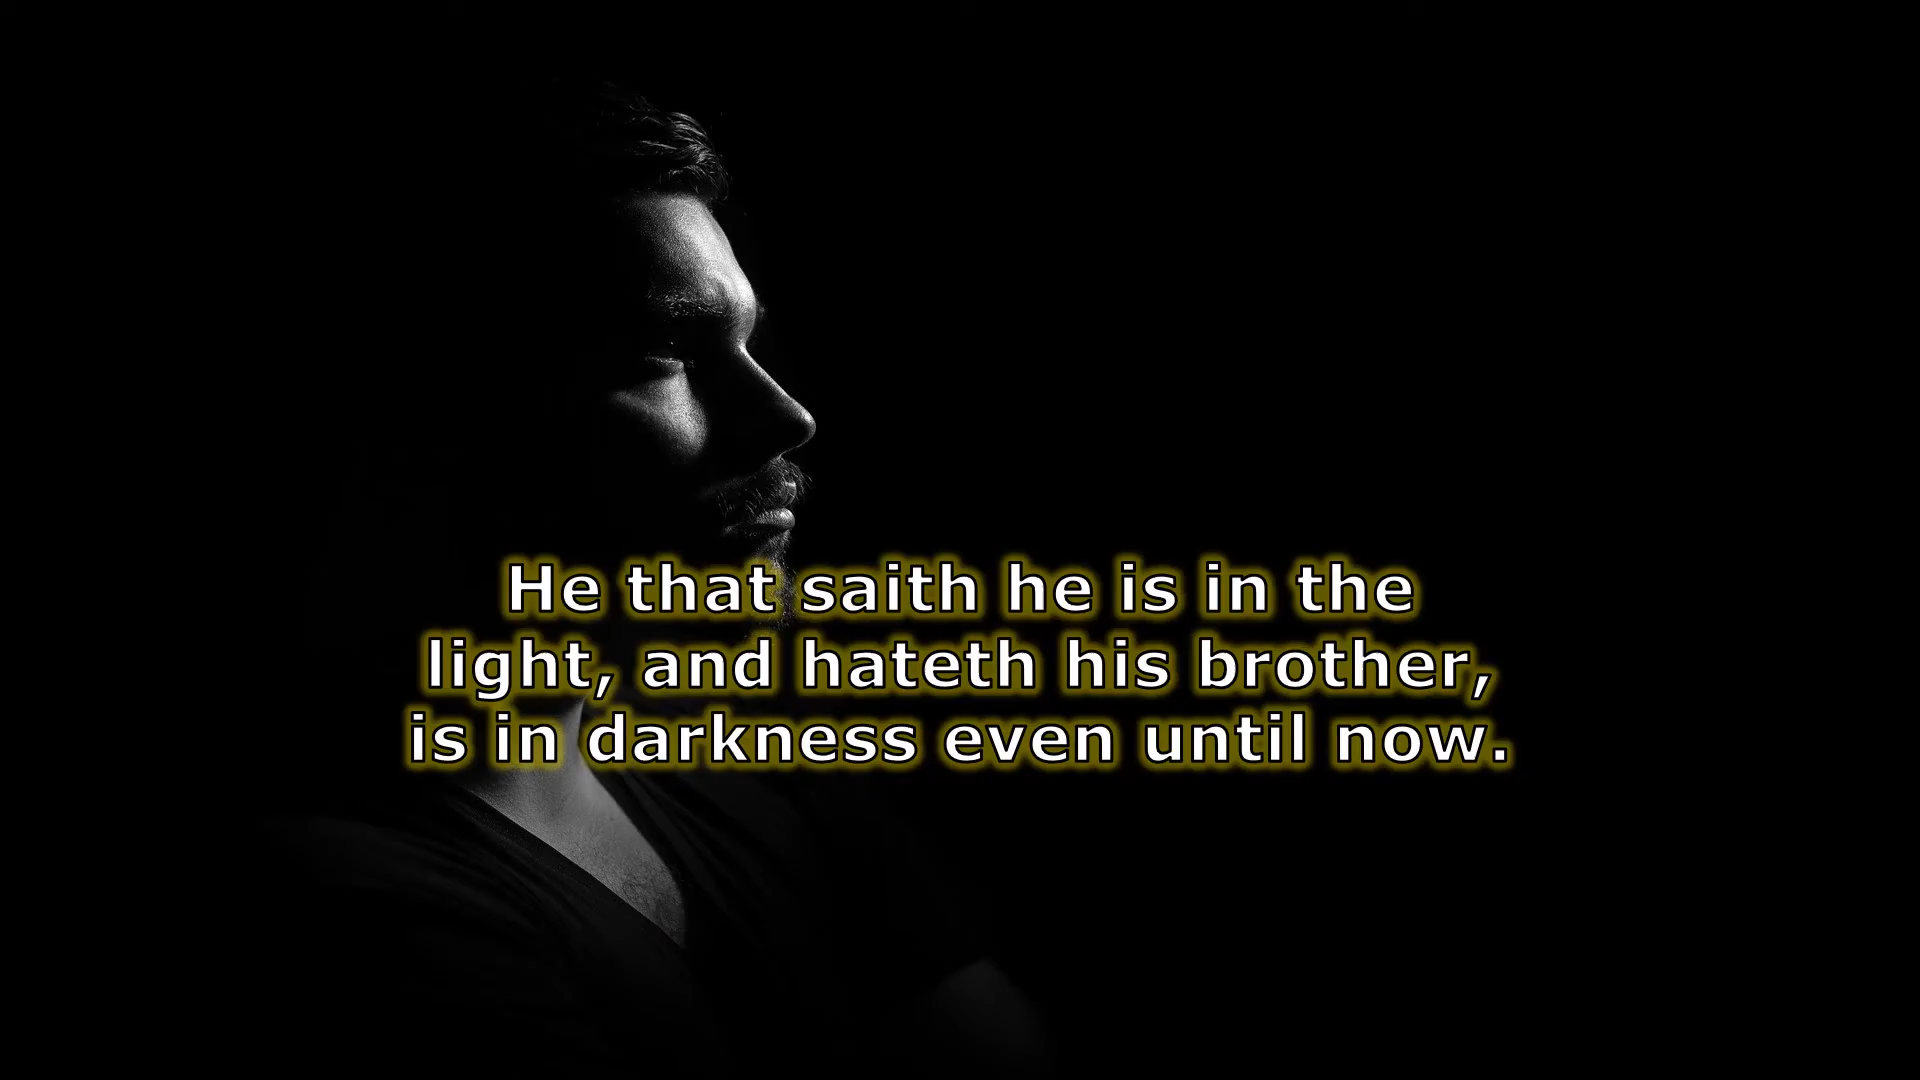 He that saith he is in the
light, and hateth his brother,
is in darkness even until now.